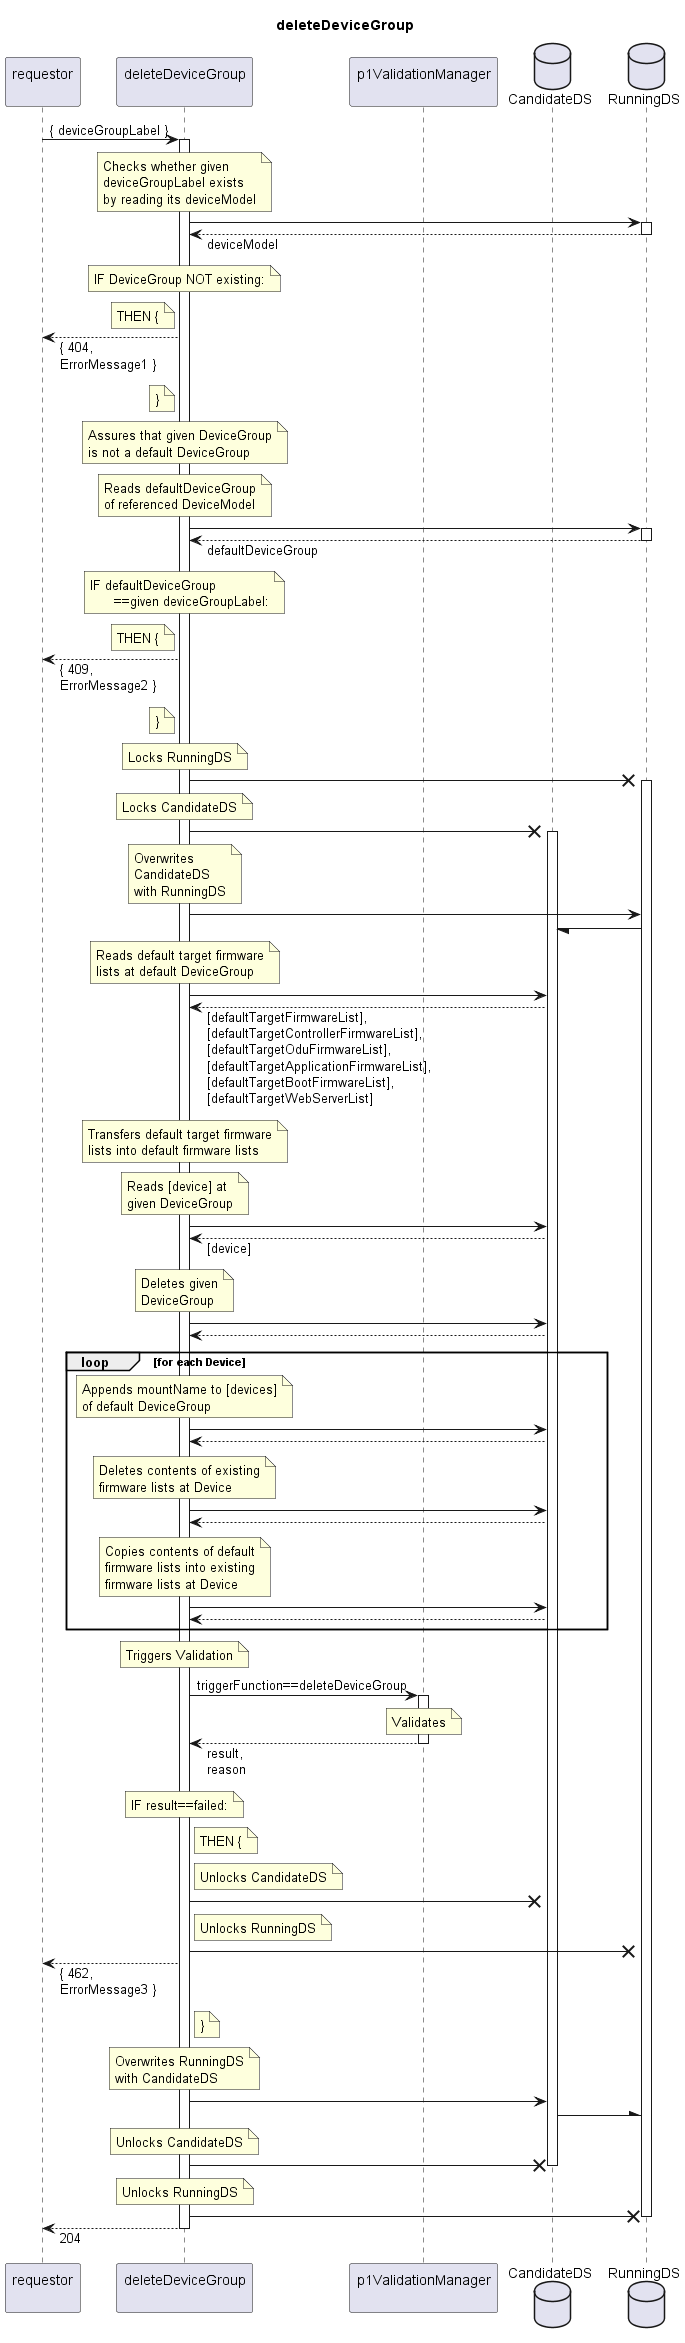 deleteDeviceGroup
requestor
deleteDeviceGroup
p1ValidationManager
CandidateDS
RunningDS
{ deviceGroupLabel }
Checks whether given
deviceGroupLabel exists
by reading its deviceModel
deviceModel
IF DeviceGroup NOT existing:
THEN {
{ 404,
ErrorMessage1 }
}
Assures that given DeviceGroup
is not a default DeviceGroup
Reads defaultDeviceGroup
of referenced DeviceModel
defaultDeviceGroup
IF defaultDeviceGroup
==given deviceGroupLabel:
THEN {
{ 409,
ErrorMessage2 }
}
Locks RunningDS
Locks CandidateDS
Overwrites
CandidateDS
with RunningDS
Reads default target firmware
lists at default DeviceGroup
[defaultTargetFirmwareList],
[defaultTargetControllerFirmwareList],
[defaultTargetOduFirmwareList],
[defaultTargetApplicationFirmwareList],
[defaultTargetBootFirmwareList],
[defaultTargetWebServerList]
Transfers default target firmware
lists into default firmware lists
Reads [device] at
given DeviceGroup
[device]
Deletes given
DeviceGroup
loop
[for each Device]
Appends mountName to [devices]
of default DeviceGroup
Deletes contents of existing
firmware lists at Device
Copies contents of default
firmware lists into existing
firmware lists at Device
Triggers Validation
triggerFunction==deleteDeviceGroup
Validates
result,
reason
IF result==failed:
THEN {
Unlocks CandidateDS
Unlocks RunningDS
{ 462,
ErrorMessage3 }
}
Overwrites RunningDS
with CandidateDS
Unlocks CandidateDS
Unlocks RunningDS
204
requestor
deleteDeviceGroup
p1ValidationManager
CandidateDS
RunningDS